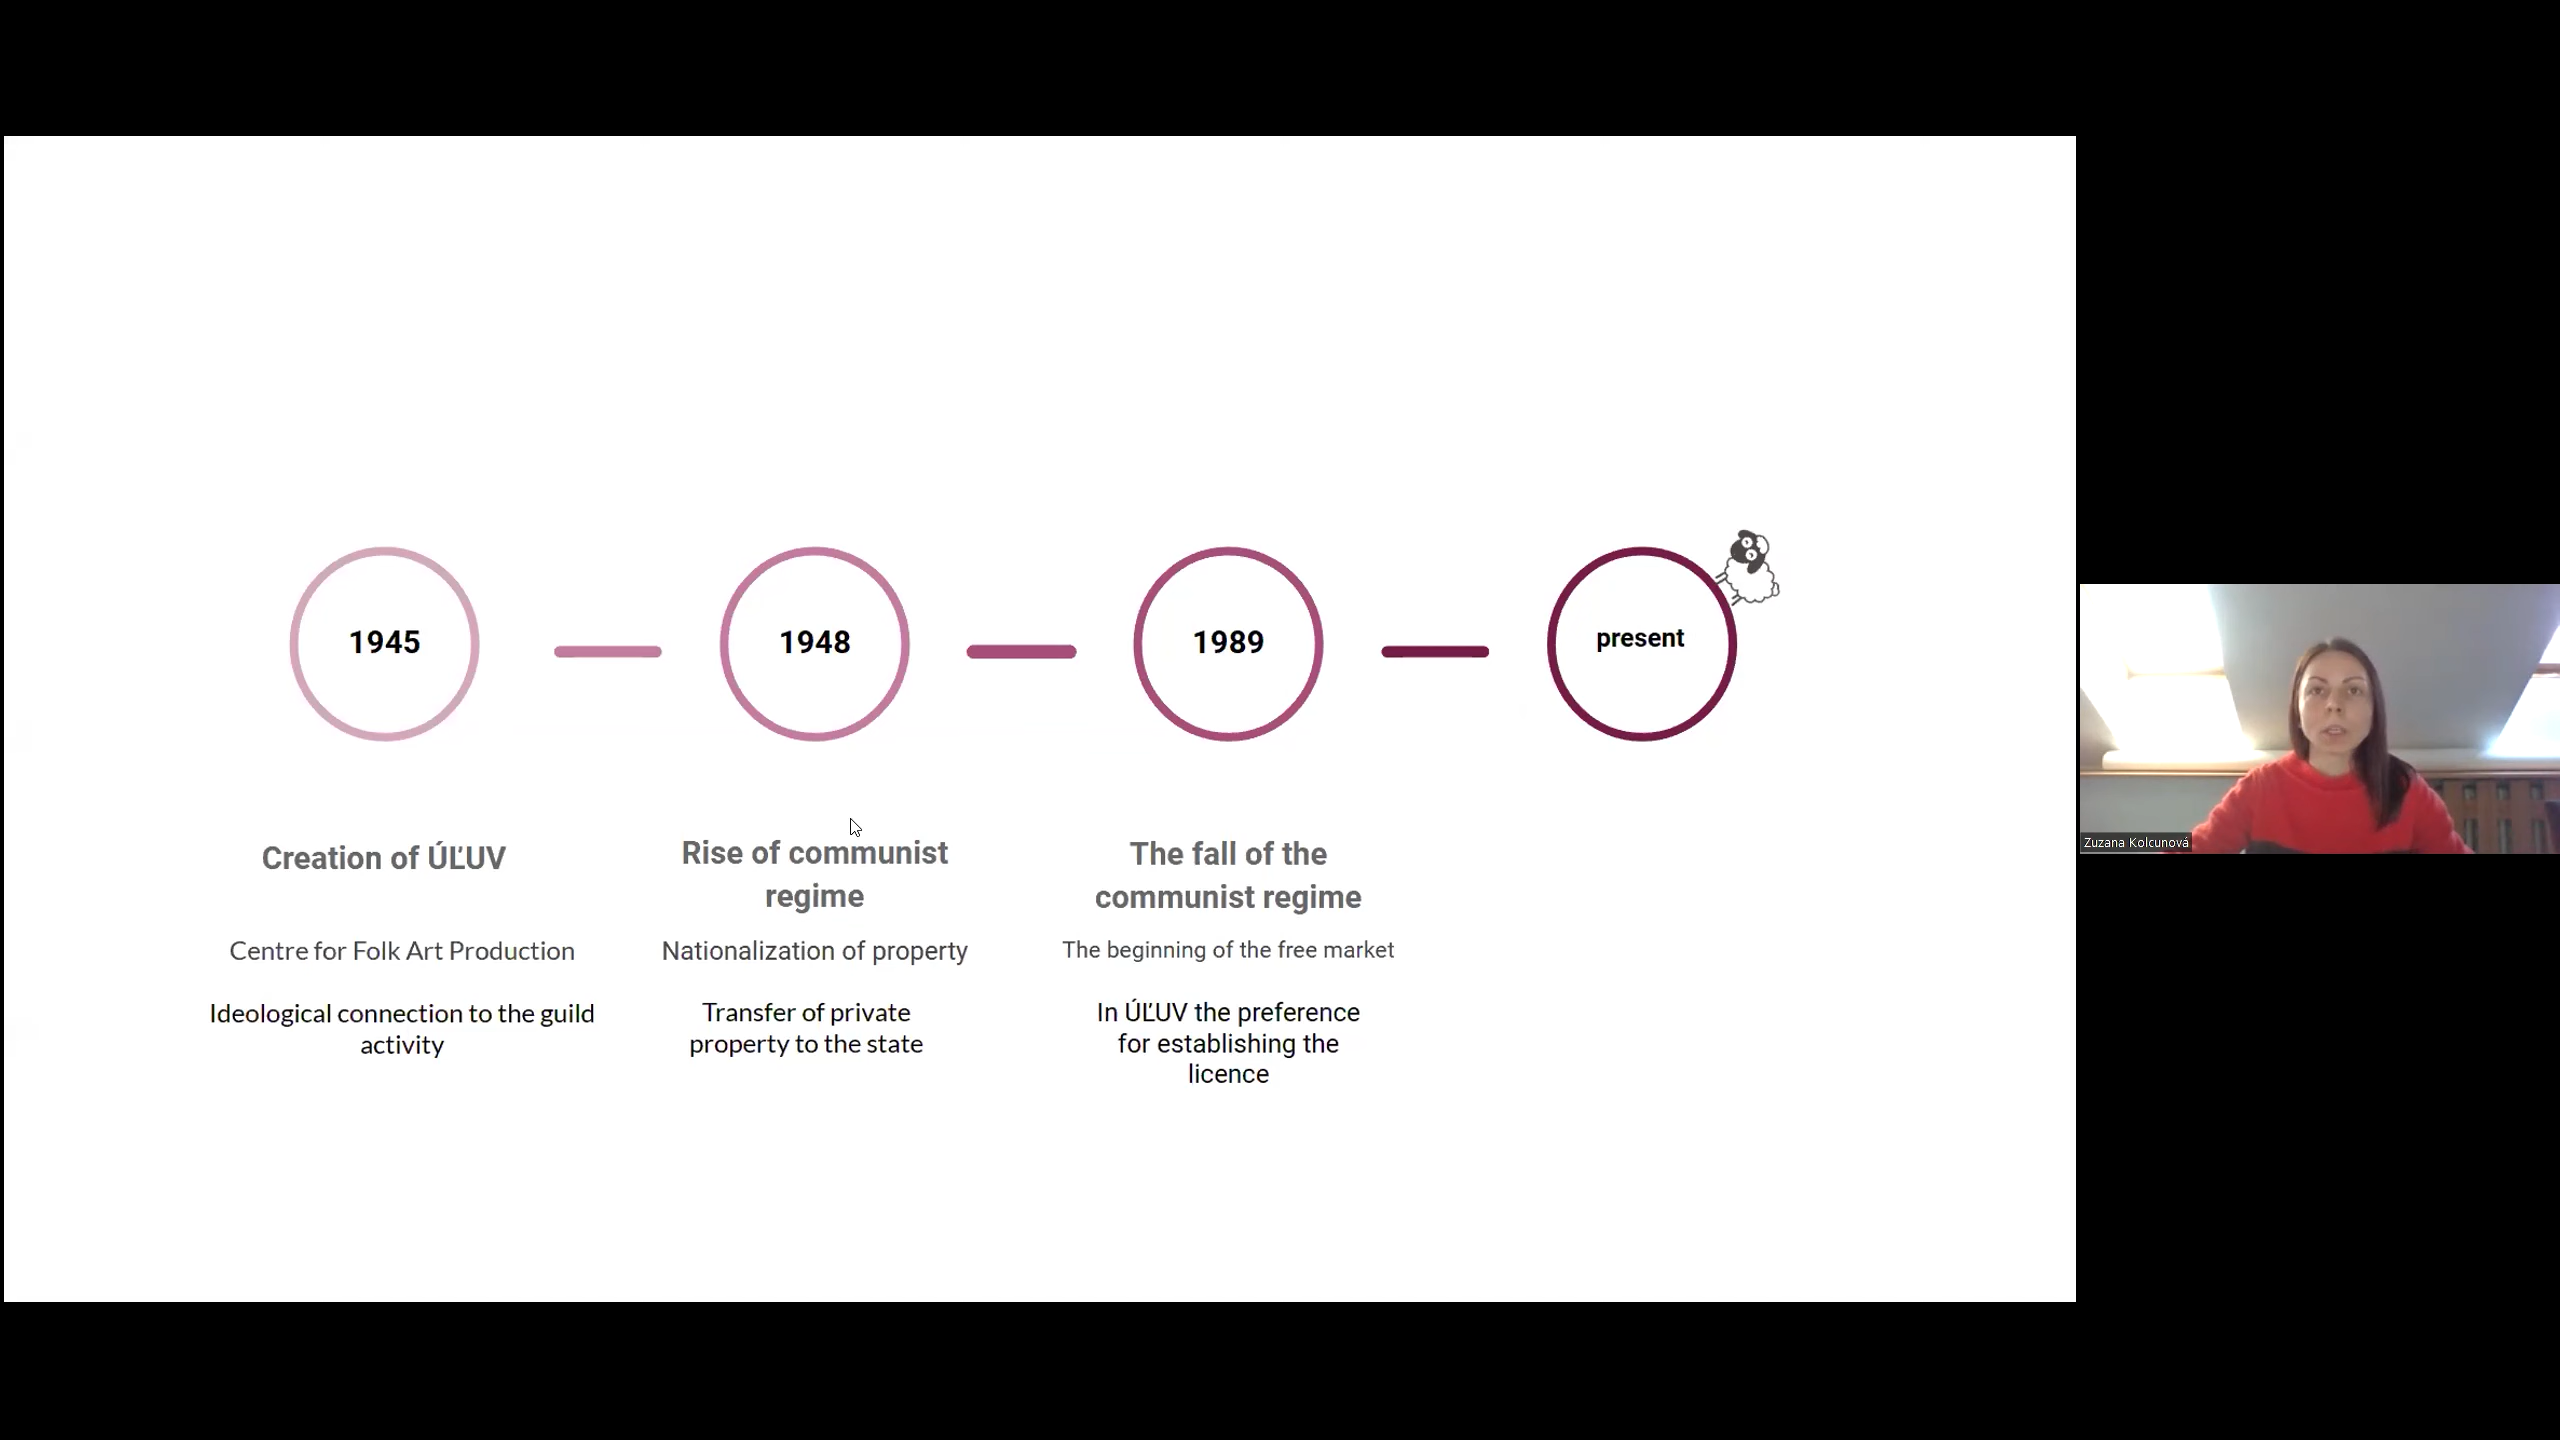 1945
1948
1989
present
Creation of ÚĽUV
Centre for Folk Art Production
Ideological connection to the guild
activity
Rise of communist
regime
Nationalization of property
Transfer of private
property to the state
The fall of the
communist regime
The beginning of the free market
In ÚĽUV the preference
for establishing the
licence
Zuzana Kolcunová